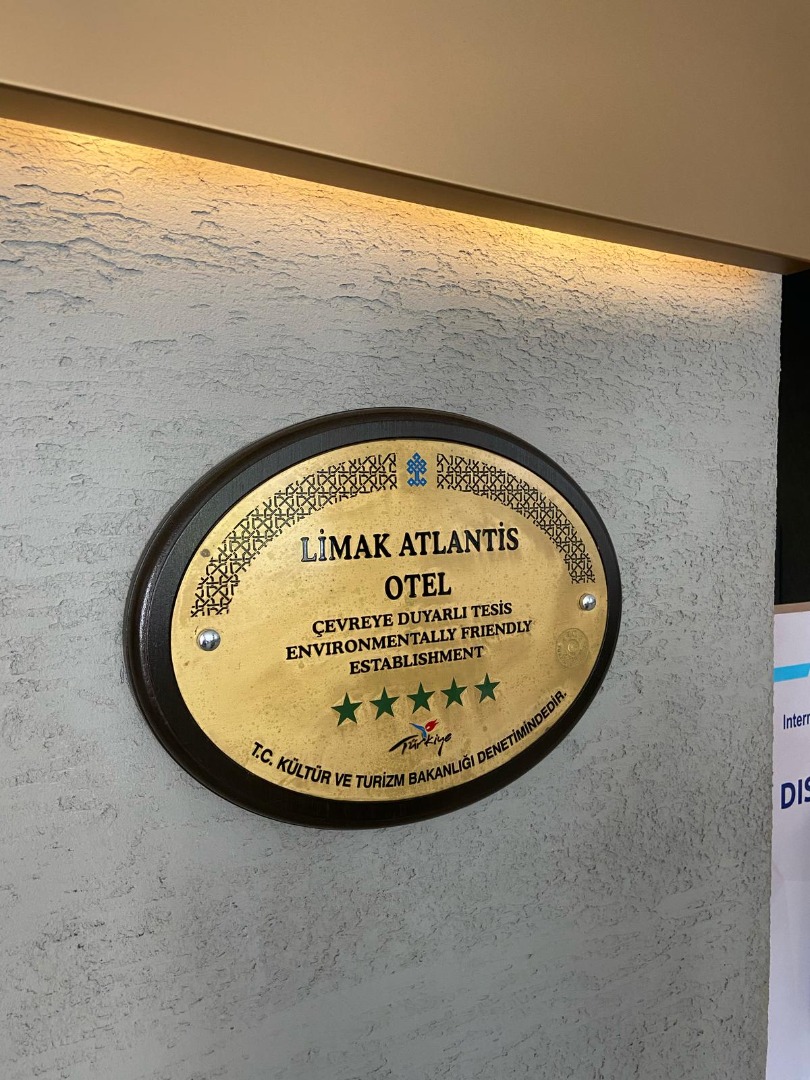 LİMAK ATLANTİS
OTEL
ÇEVREYE DUYARLI TESİS
ENVIRONMENTALLY FRIENDLY
ESTABLISHMENT
Türkiye
T.C. KÜLTÜR VE TURİZM BAKANLIĞI DENETİMİNDEDİR.